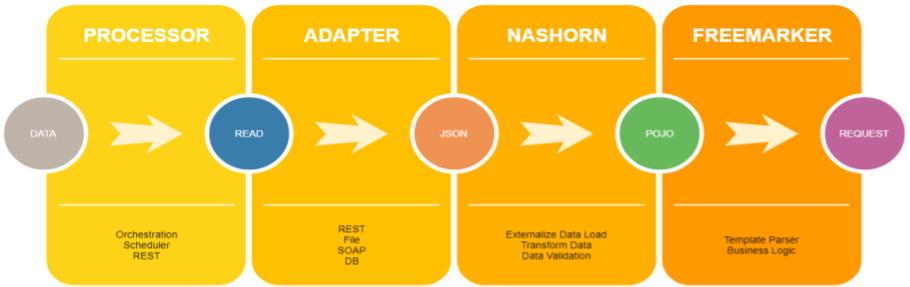 PROCESSOR
ADAPTER
NASHORN
FREEMARKER
DATA
READ
JSON
POJO
REQUEST
Orchestration
Scheduler
REST
REST
File
SOAP
DB
Externalize Data Load
Transform Data
Data Validation
Template Parser
Business Logic